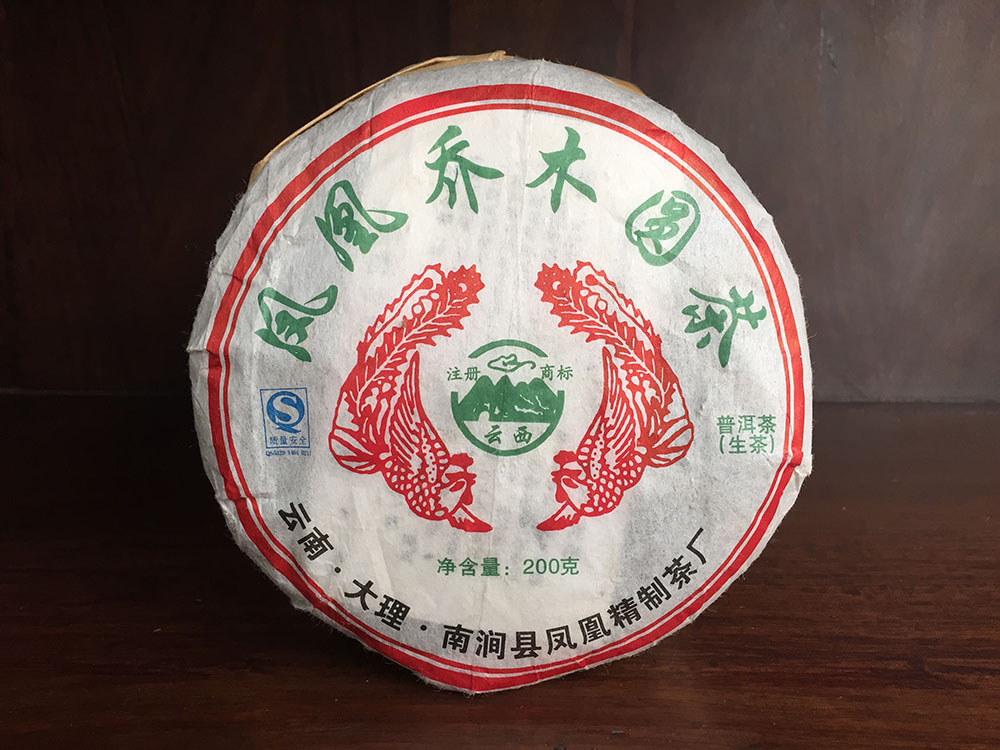 凤凰乔木圆茶
注册 商标
云西
质量安全
普洱茶
(生茶)
净含量：200克
云南·大理·南涧县凤凰精制茶厂